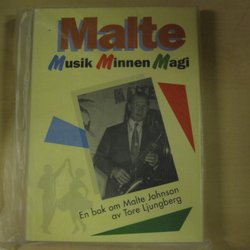 Malte
Musik Minnen Magi
En bok om Malte Johnson
av Tore Ljungberg